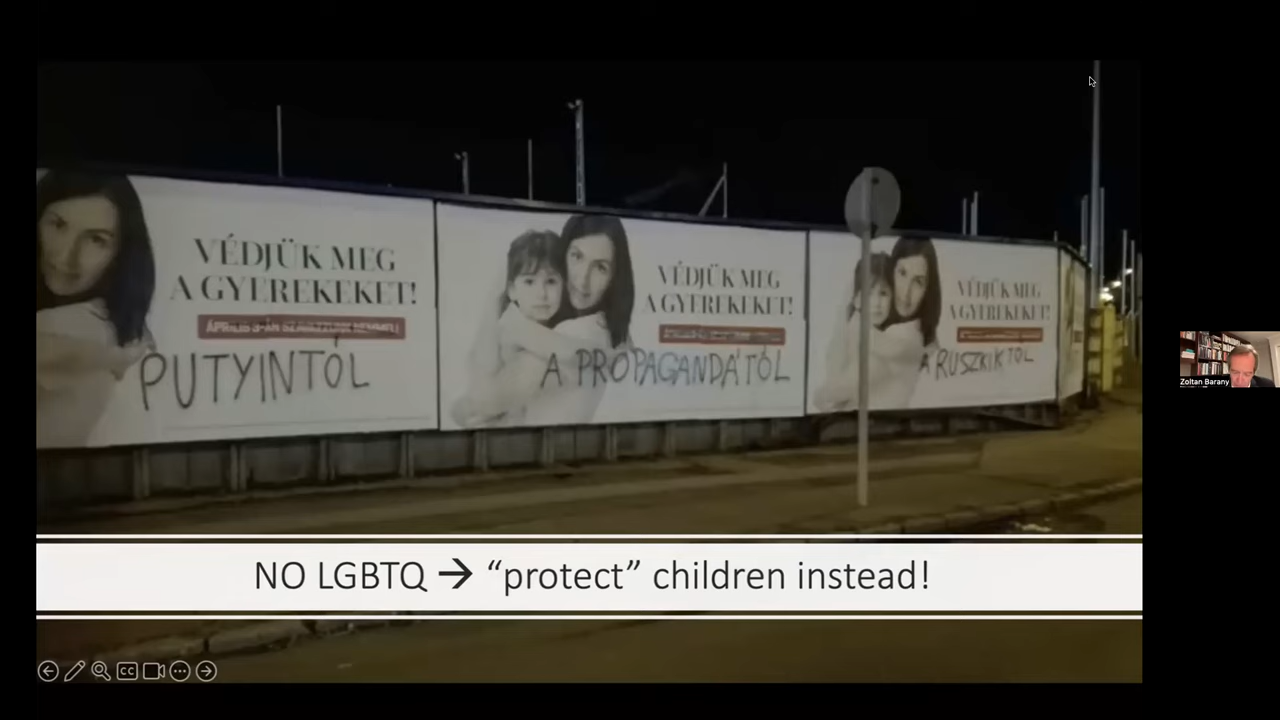 VÉDJÜK MEG
A GYEREKEKET!
PUTYINTÓL
VÉDJÜK MEG
A GYEREKEKET!
A PROPAGANDÁTÓL
VÉDJÜK MEG
A GYEREKEKET!
A RUSZKIKTÓL
NO LGBTQ → “protect” children instead!
CC
Zoltan Barany